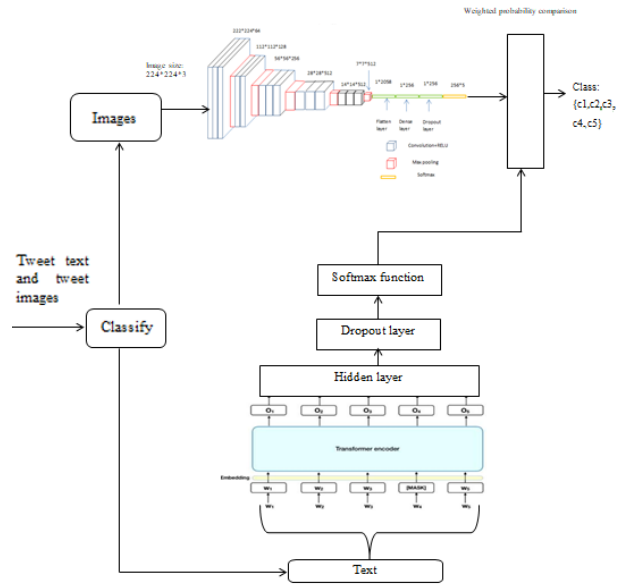 Weighted probability comparison
222*224*64
112*112*128
56*56*256
28*28*512
14*14*512
7*7*512
1*2058
1*256
1*256
256*5
Image size:
224*224*3
Images
Flatten
layer
Dense
layer
Dropout
layer
Convolution+RELU
Max pooling
Softmax
Class:
{c1,c2,c3,
c4,,c5}
Tweet text
and tweet
images
Classify
Softmax function
Dropout layer
Hidden layer
O₁ O₂ O₃ O₄ O₅
Transformer encoder
Embedding
W₁ W₂ W₃ [MASK] W₅
W₁ W₂ W₃ W₄ W₅
Text